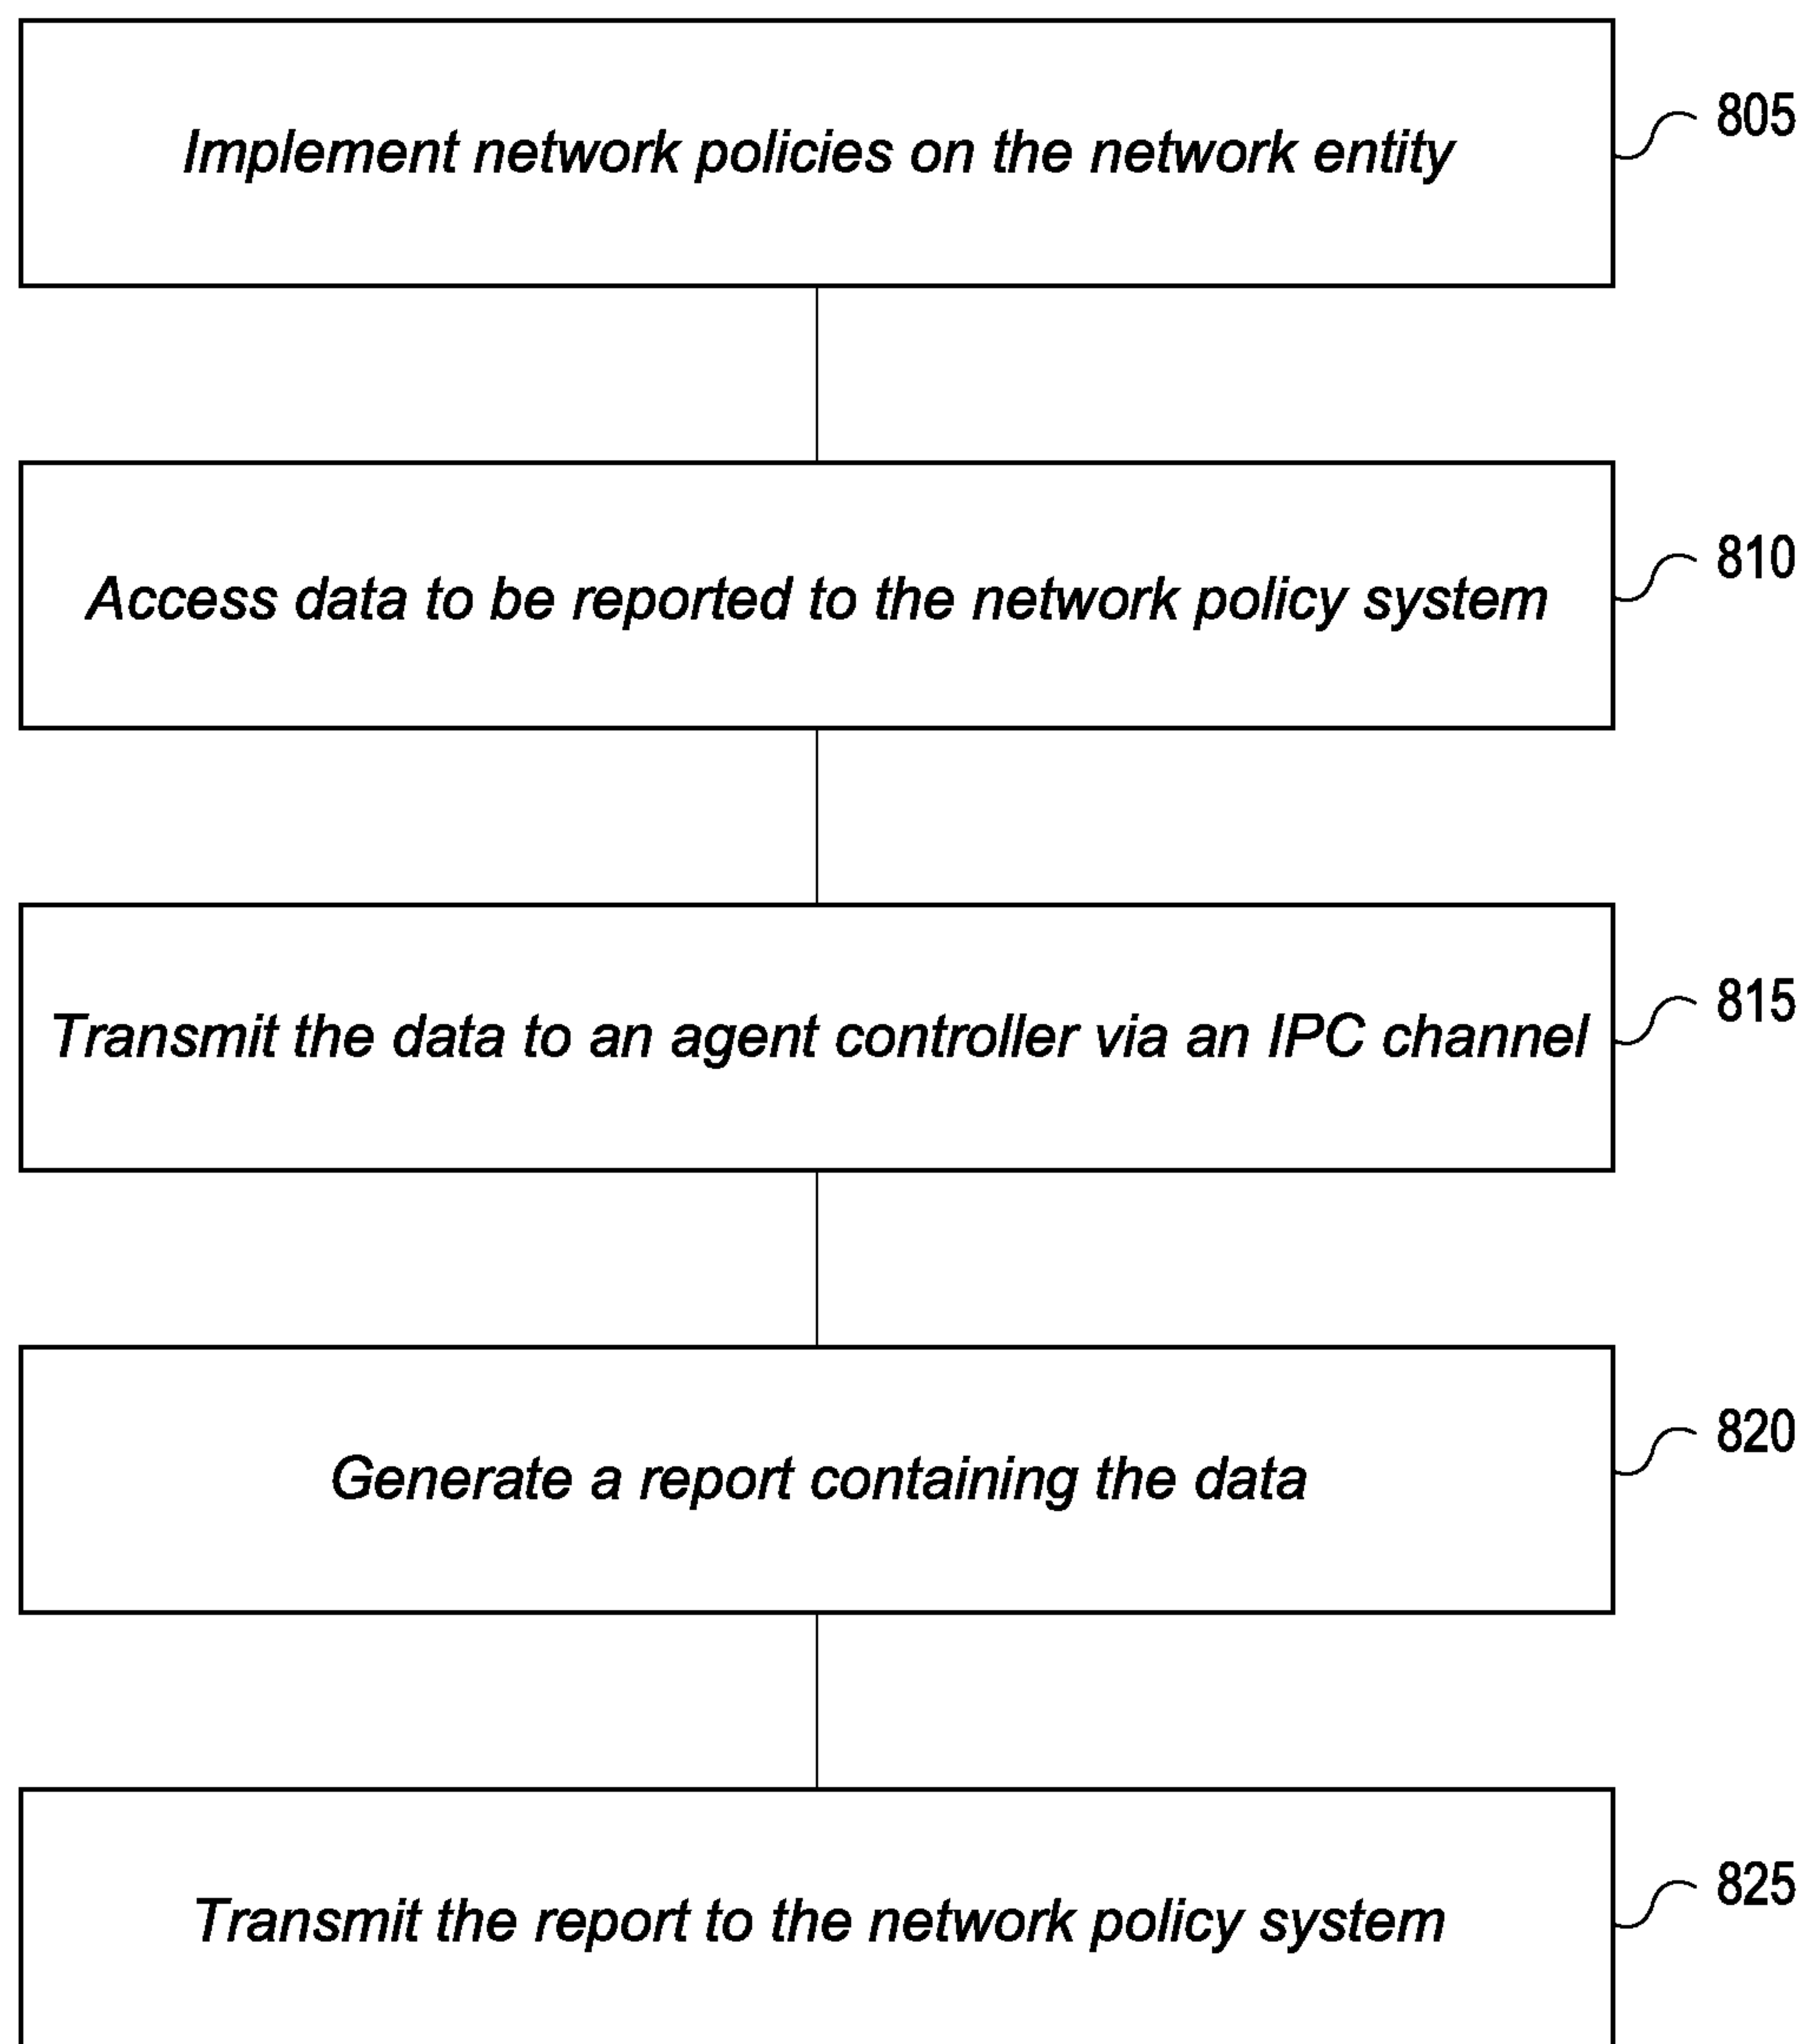 Implement network policies on the network entity
805
Access data to be reported to the network policy system
810
Transmit the data to an agent controller via an IPC channel
815
Generate a report containing the data
820
Transmit the report to the network policy system
825